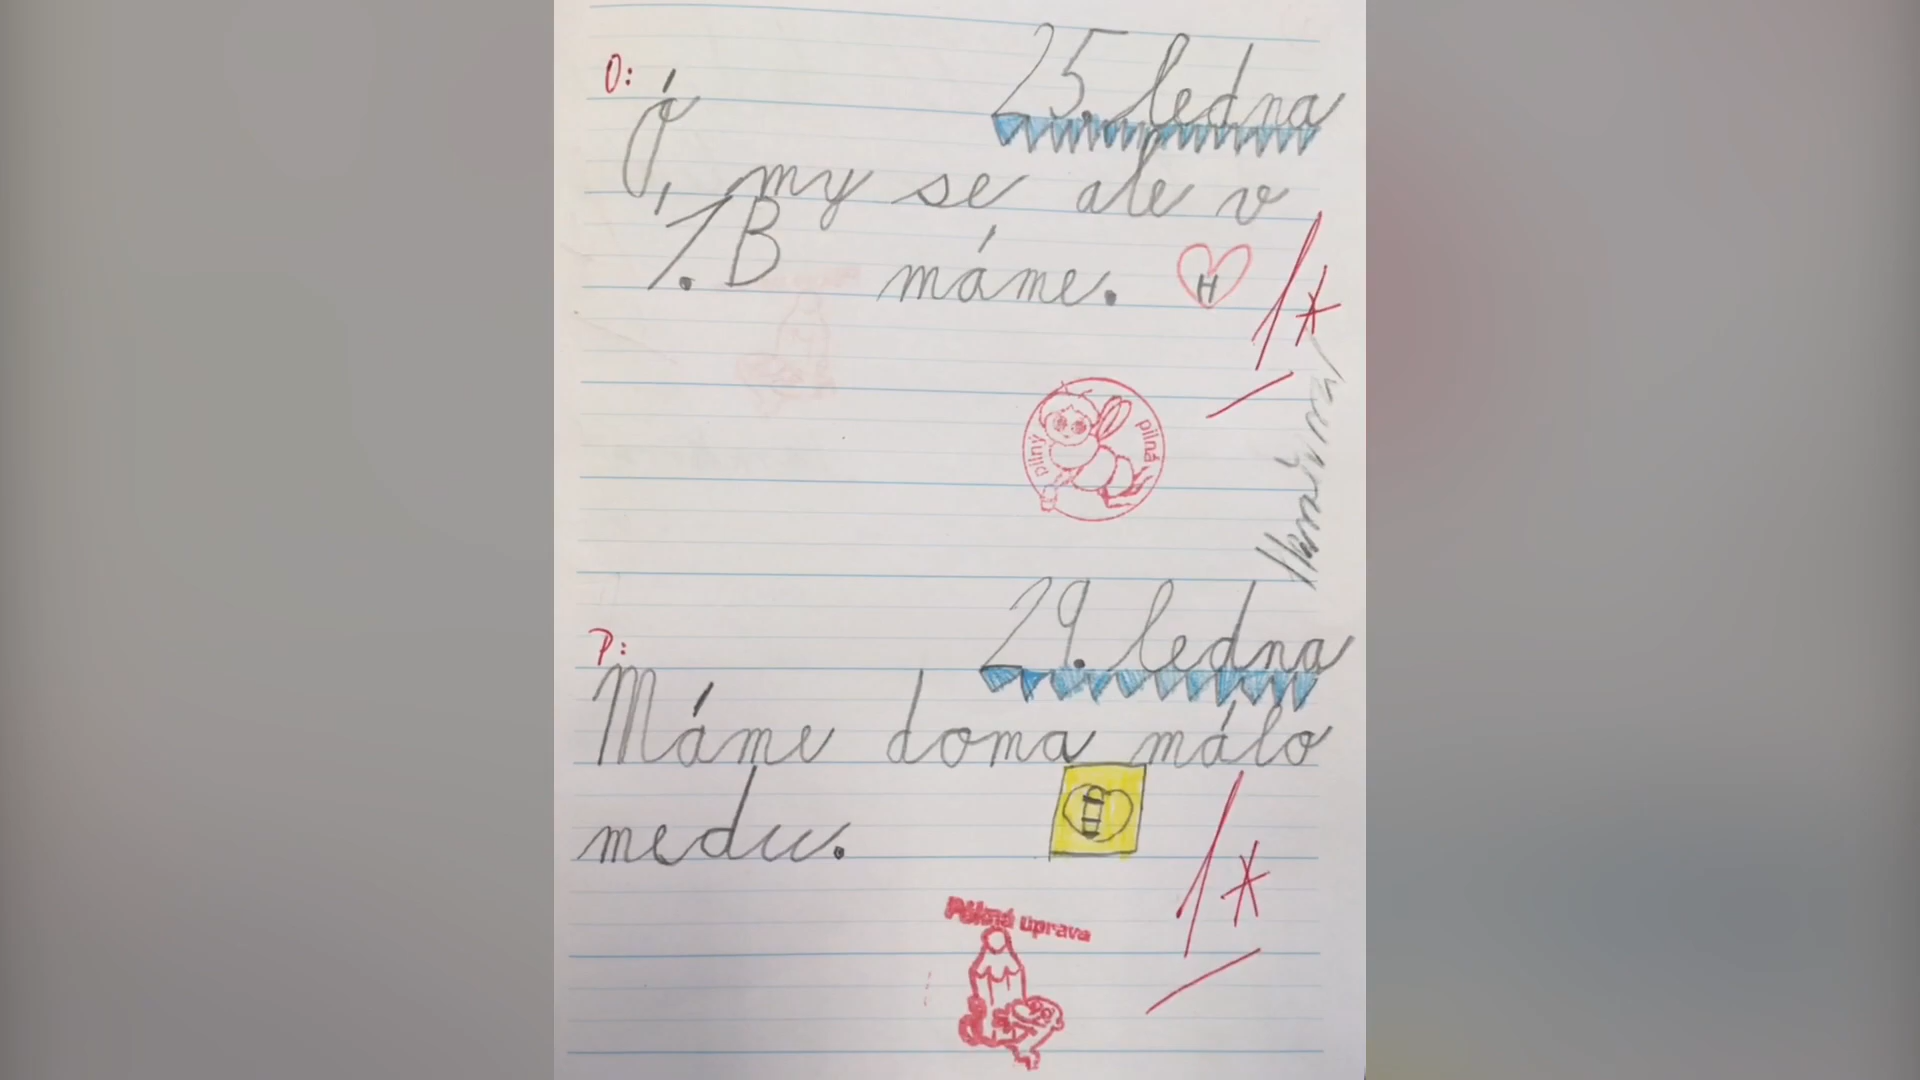 25. ledna
O:
Ó, my se ale v
1.B máme. H
1*
pilný pilná
29. ledna
P:
Máme doma málo
medu.
1*
Pěkná úprava